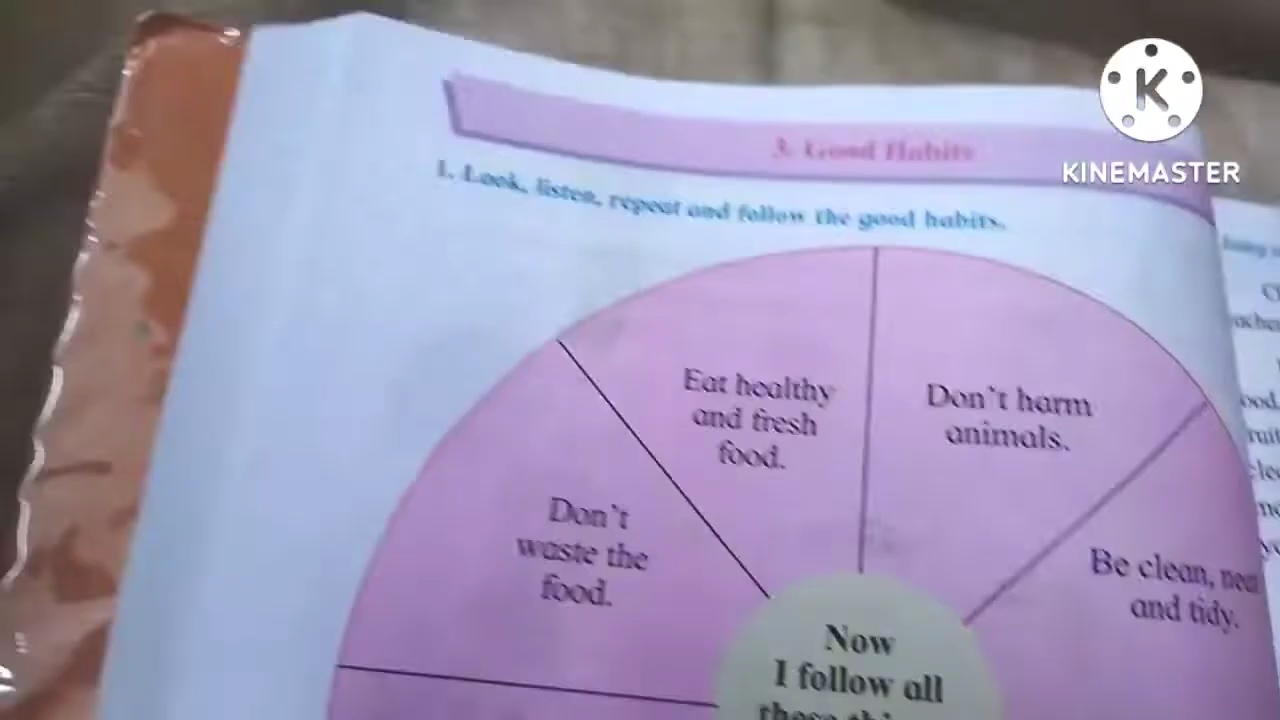 K
KINEMASTER
3. Good Habits
1. Look, listen, repeat and follow the good habits.
Eat healthy
and fresh
food.
Don't harm
animals.
Don't
waste the
food.
Be clean, neat
and tidy.
Now
I follow all